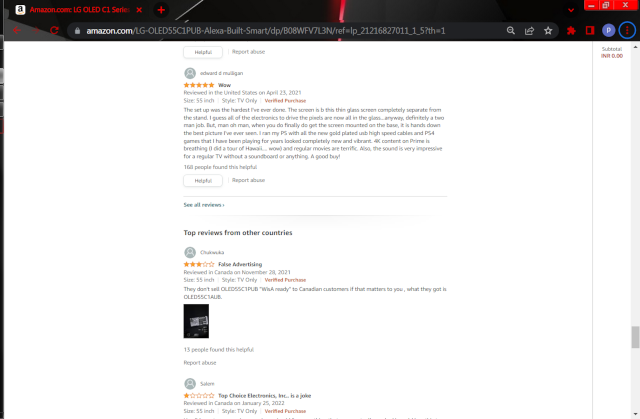 Amazon.com: LG OLED C1 Series
amazon.com/LG-OLED55C1PUB-Alexa-Built-Smart/dp/B08WFV7L3N/ref=lp_21216827011_1_5?th=1
P
Subtotal
INR 0.00
Helpful
Report abuse
edward d mulligan
Wow
Reviewed in the United States on April 23, 2021
Size: 55 inch | Style: TV Only | Verified Purchase
The set up was the hardest I've ever done. The screen is b this thin glass screen completely separate from
the stand. I guess all of the electronics to drive the pixels are now all in the glass...anyway, definitely a two
man job. But, man oh man, when you do finally do get the screen mounted on the base, it is hands down
the best picture I've ever seen. I ran my PS with all the new gold plated usb high speed cables and PS4
games that I have been playing for years looked completely new and vibrant. 4K content on Prime is
breathing (I did a tour of Hawaii.... wow) and regular movies are terrific. Also, the sound is very impressive
for a regular TV without a soundboard or anything. A good buy!
168 people found this helpful
Helpful
Report abuse
See all reviews ›
Top reviews from other countries
Chukwuka
False Advertising
Reviewed in Canada on November 28, 2021
Size: 55 inch | Style: TV Only | Verified Purchase
They don't sell OLED55C1PUB "WisA ready" to Canadian customers if that matters to you , what they got is
OLED55C1AUB.
13 people found this helpful
Report abuse
Salem
Top Choice Electronics, Inc.. is a joke
Reviewed in Canada on January 25, 2022
Size: 55 inch | Style: TV Only | Verified Purchase